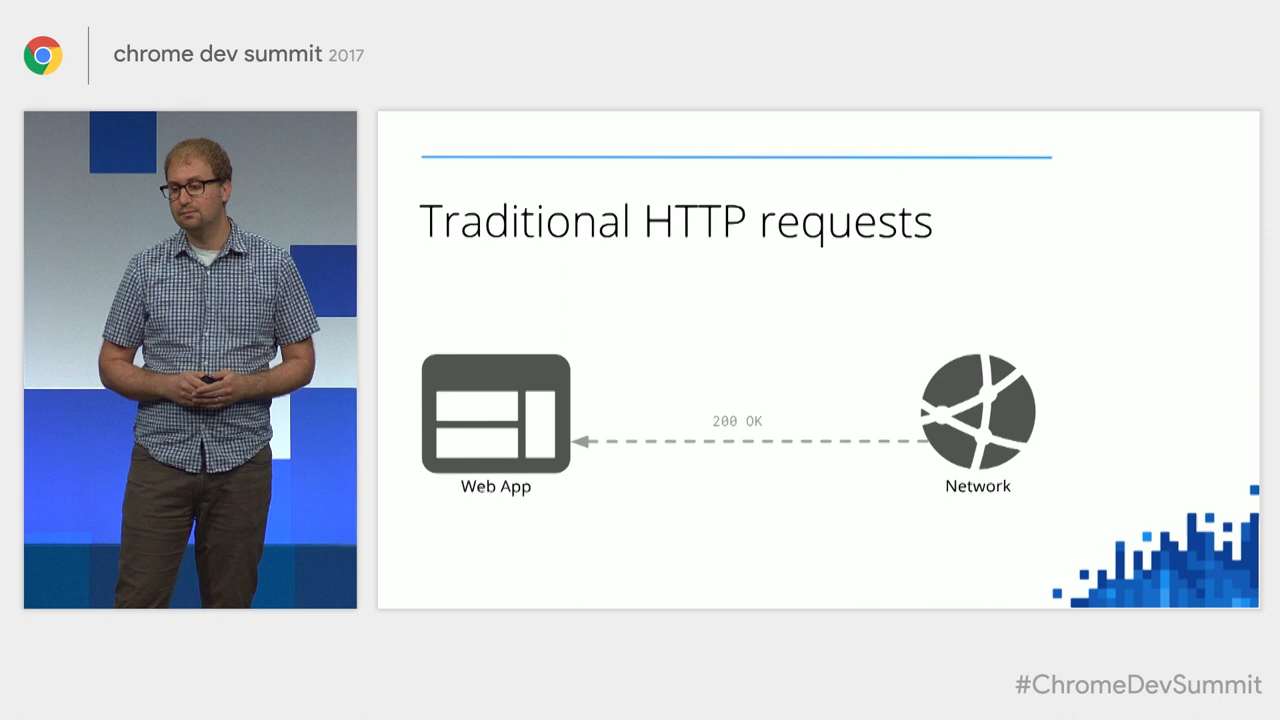 chrome dev summit 2017
Traditional HTTP requests
200 OK
Web App
Network
#ChromeDevSummit